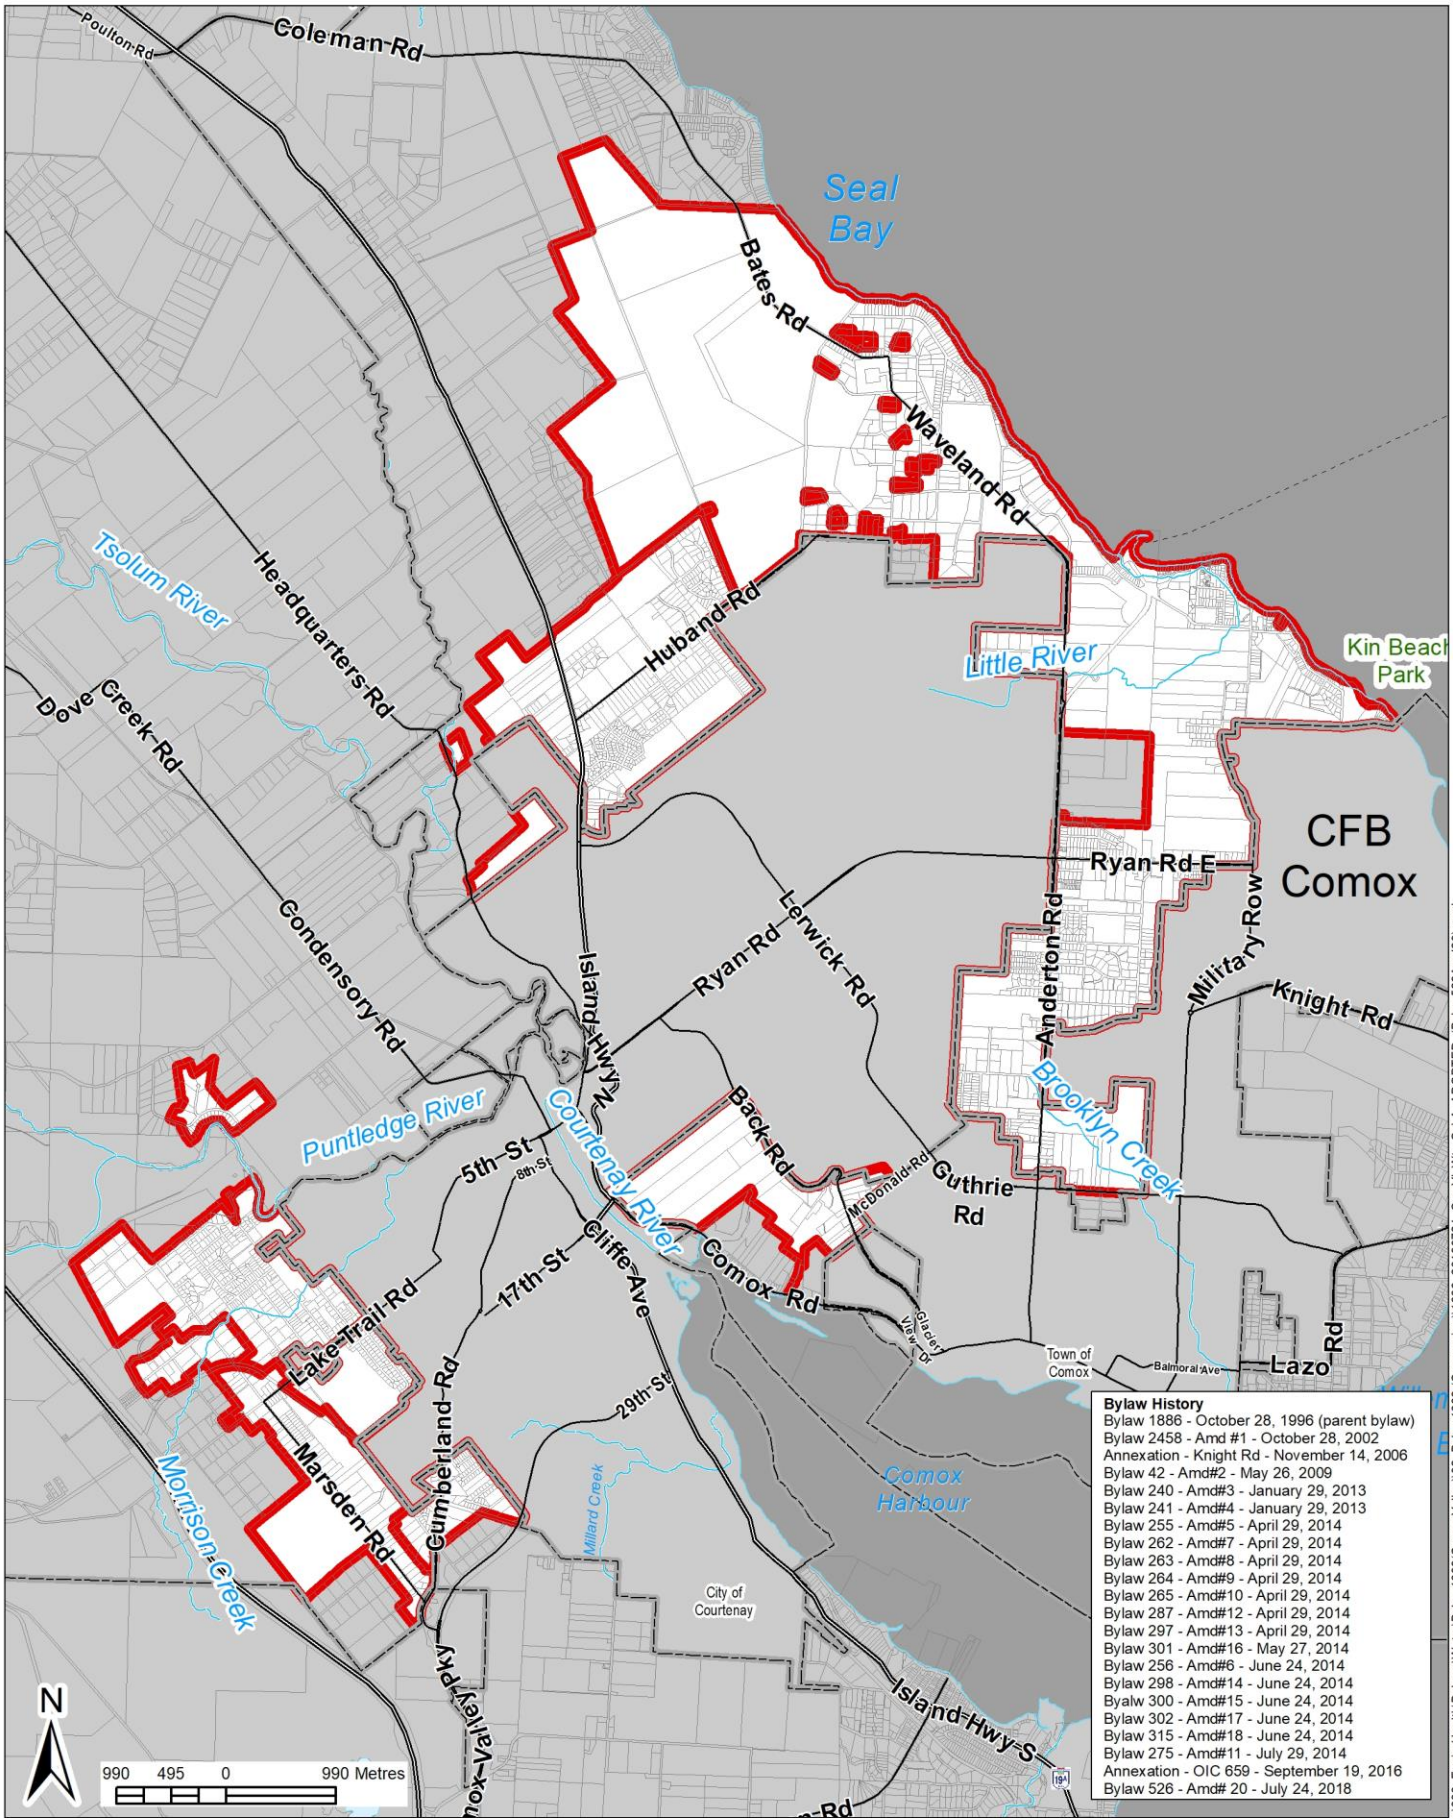 Poulton Rd
Coleman Rd
Seal
Bay
Bates Rd
Waveland Rd
Tsolum River
Headquarters Rd
Huband Rd
Little River
Kin Beach
Park
Dove Creek Rd
CFB
Comox
Ryan Rd E
Condensory Rd
Lerwick Rd
Ryan Rd
Anderton Rd
Military Row
Island Hwy N
Knight Rd
Puntledge River
Courtenay River
Back Rd
Brooklyn Creek
5th St
8th St
McDonald Rd
Guthrie
Rd
17th St
Cliffe Ave
Comox Rd
Lake Trail Rd
Glacier
View Dr
Town of
Comox
Balmoral Ave
Lazo Rd
Cumberland Rd
29th St
Marsden Rd
Morrison Creek
Millard Creek
Comox
Harbour
City of
Courtenay
Island Hwy S
19A
N
990 495 0 990 Metres
Bylaw History
Bylaw 1886 - October 28, 1996 (parent bylaw)
Bylaw 2458 - Amd #1 - October 28, 2002
Annexation - Knight Rd - November 14, 2006
Bylaw 42 - Amd#2 - May 26, 2009
Bylaw 240 - Amd#3 - January 29, 2013
Bylaw 241 - Amd#4 - January 29, 2013
Bylaw 255 - Amd#5 - April 29, 2014
Bylaw 262 - Amd#7 - April 29, 2014
Bylaw 263 - Amd#8 - April 29, 2014
Bylaw 264 - Amd#9 - April 29, 2014
Bylaw 265 - Amd#10 - April 29, 2014
Bylaw 287 - Amd#12 - April 29, 2014
Bylaw 297 - Amd#13 - April 29, 2014
Bylaw 301 - Amd#16 - May 27, 2014
Bylaw 256 - Amd#6 - June 24, 2014
Bylaw 298 - Amd#14 - June 24, 2014
Byalw 300 - Amd#15 - June 24, 2014
Bylaw 302 - Amd#17 - June 24, 2014
Bylaw 315 - Amd#18 - June 24, 2014
Bylaw 275 - Amd#11 - July 29, 2014
Annexation - OIC 659 - September 19, 2016
Bylaw 526 - Amd# 20 - July 24, 2018
mox Valley Pky